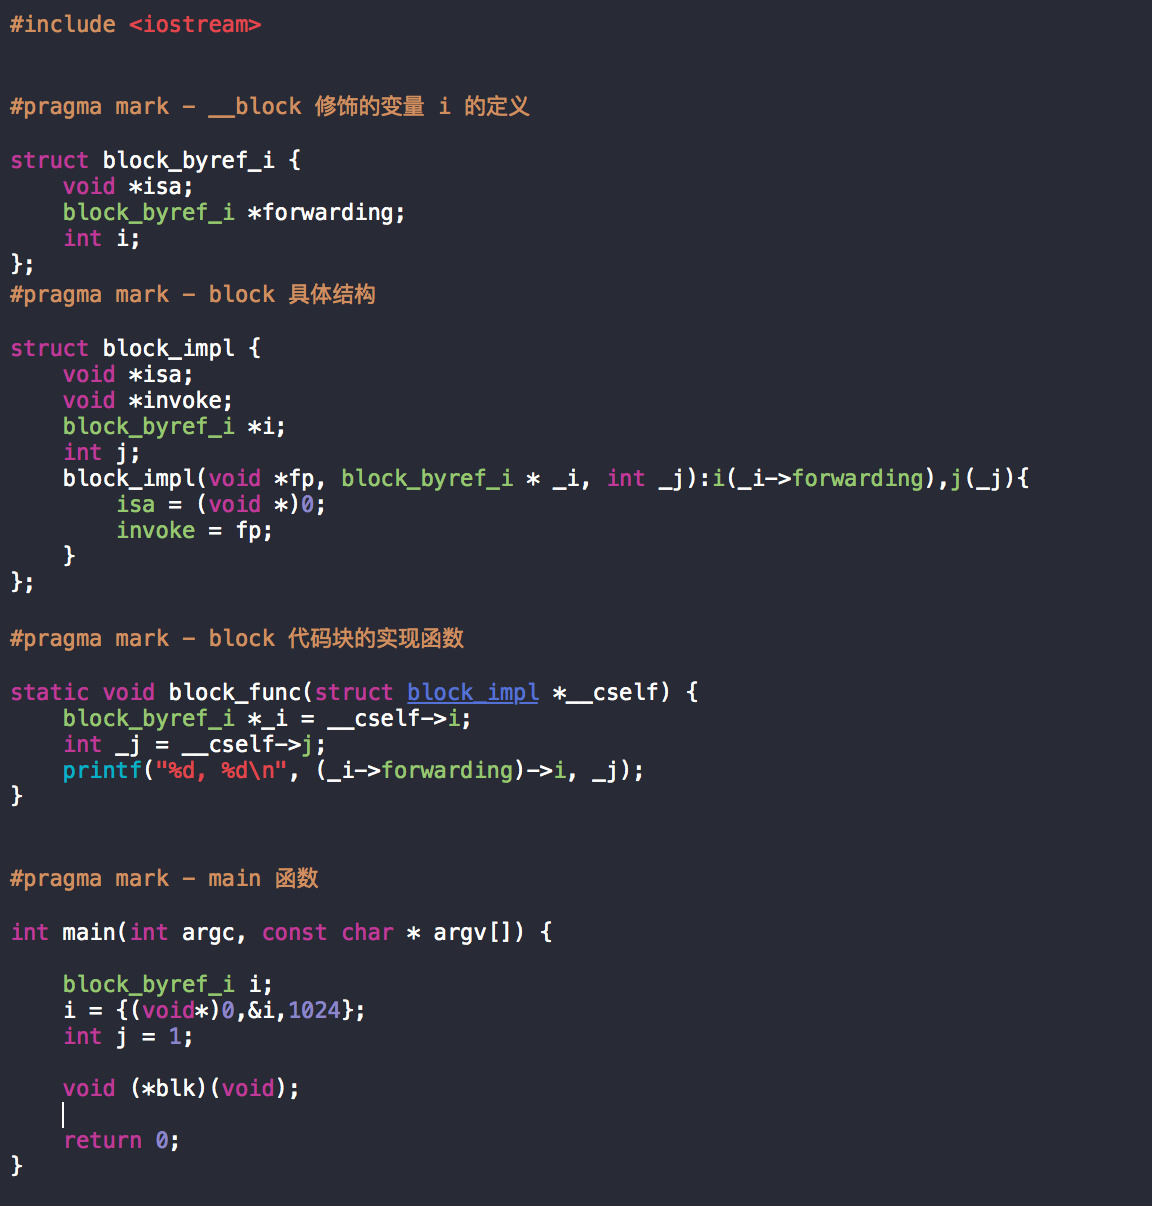 #include <iostream>
#pragma mark - __block 修饰的变量 i 的定义
struct block_byref_i {
    void *isa;
    block_byref_i *forwarding;
    int i;
};
#pragma mark - block 具体结构
struct block_impl {
    void *isa;
    void *invoke;
    block_byref_i *i;
    int j;
    block_impl(void *fp, block_byref_i * _i, int _j):i(_i->forwarding),j(_j){
        isa = (void *)0;
        invoke = fp;
    }
};
#pragma mark - block 代码块的实现函数
static void block_func(struct block_impl *__cself) {
    block_byref_i *_i = __cself->i;
    int _j = __cself->j;
    printf("%d, %d\n", (_i->forwarding)->i, _j);
}
#pragma mark - main 函数
int main(int argc, const char * argv[]) {
    block_byref_i i;
    i = {(void*)0,&i,1024};
    int j = 1;
    void (*blk)(void);
    return 0;
}